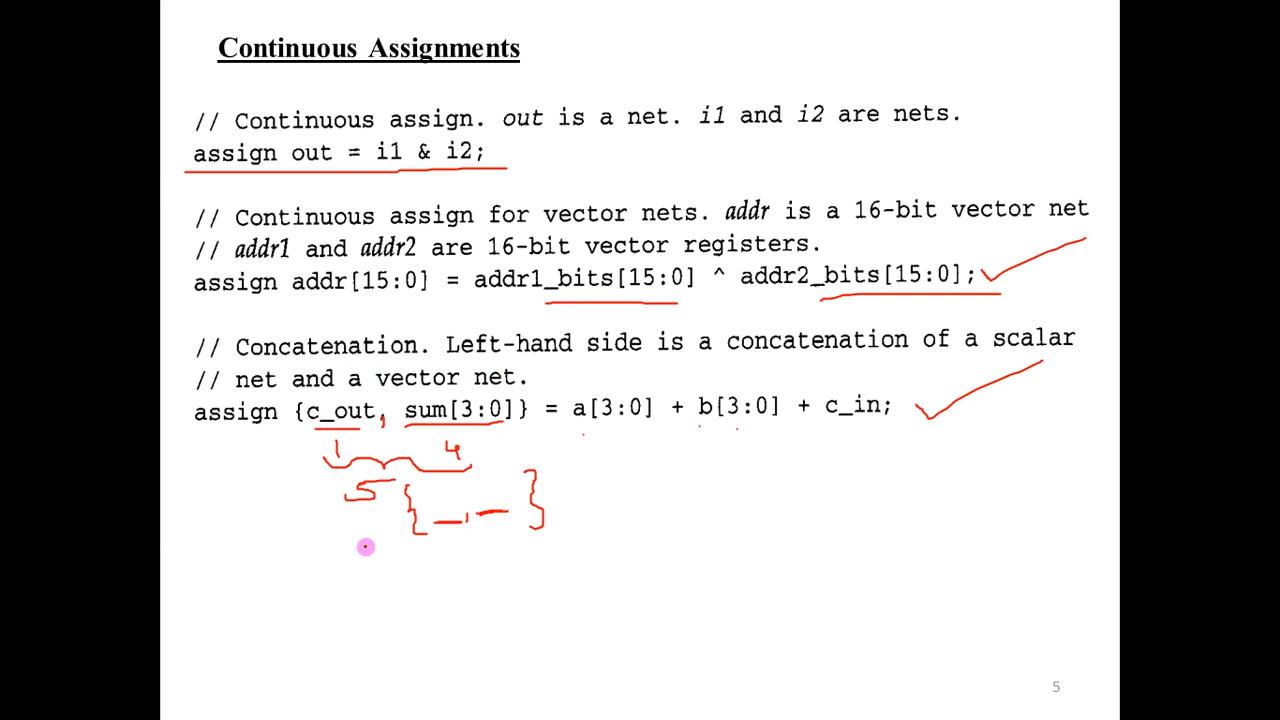 Continuous Assignments
// Continuous assign. out is a net. i1 and i2 are nets.
assign out = i1 & i2;
// Continuous assign for vector nets. addr is a 16-bit vector net
// addr1 and addr2 are 16-bit vector registers.
assign addr[15:0] = addr1_bits[15:0] ^ addr2_bits[15:0];
// Concatenation. Left-hand side is a concatenation of a scalar
// net and a vector net.
assign {c_out, sum[3:0]} = a[3:0] + b[3:0] + c_in;
1 4
5 { _,_ }
5